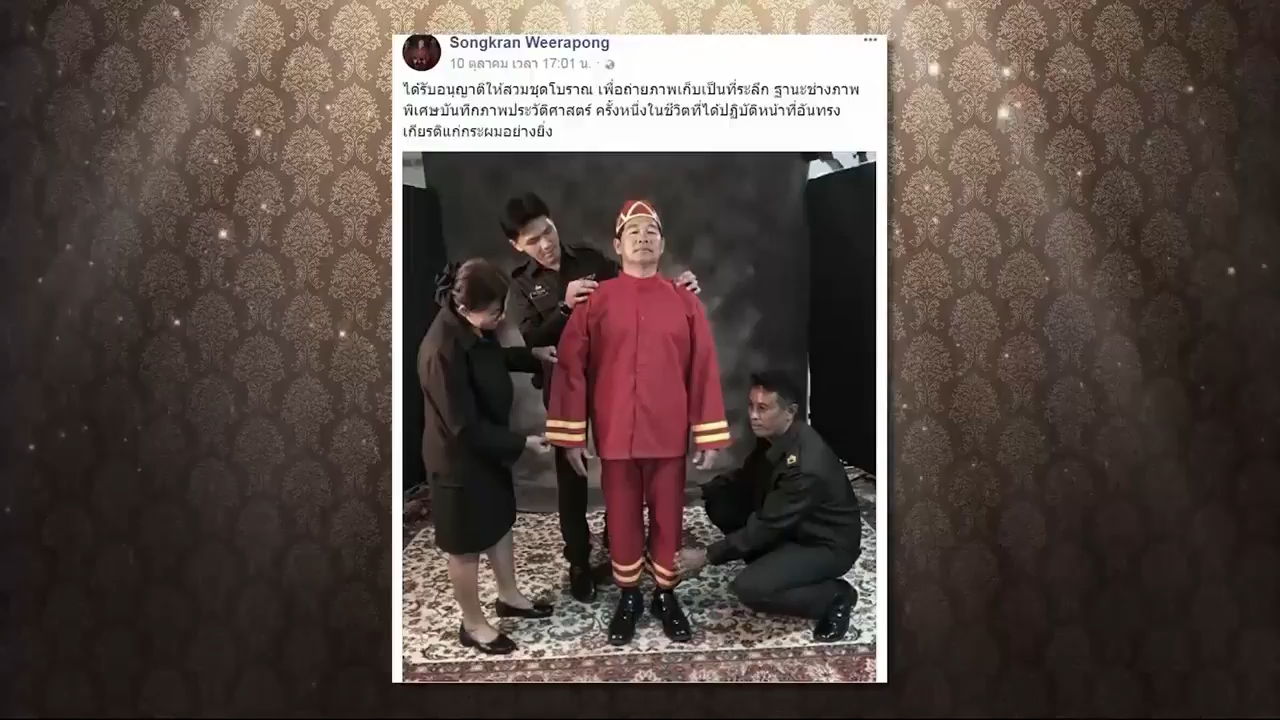 Songkran Weerapong
10 ตุลาคม เวลา 17:01 น. ·
ได้รับอนุญาติให้สวมชุดโบราณ เพื่อถ่ายภาพเก็บเป็นที่ระลึก ฐานะช่างภาพ
พิเศษบันทึกภาพประวัติศาสตร์ ครั้งหนึ่งในชีวิตที่ได้ปฏิบัติหน้าที่อันทรง
เกียรติแก่กระผมอย่างยิ่ง